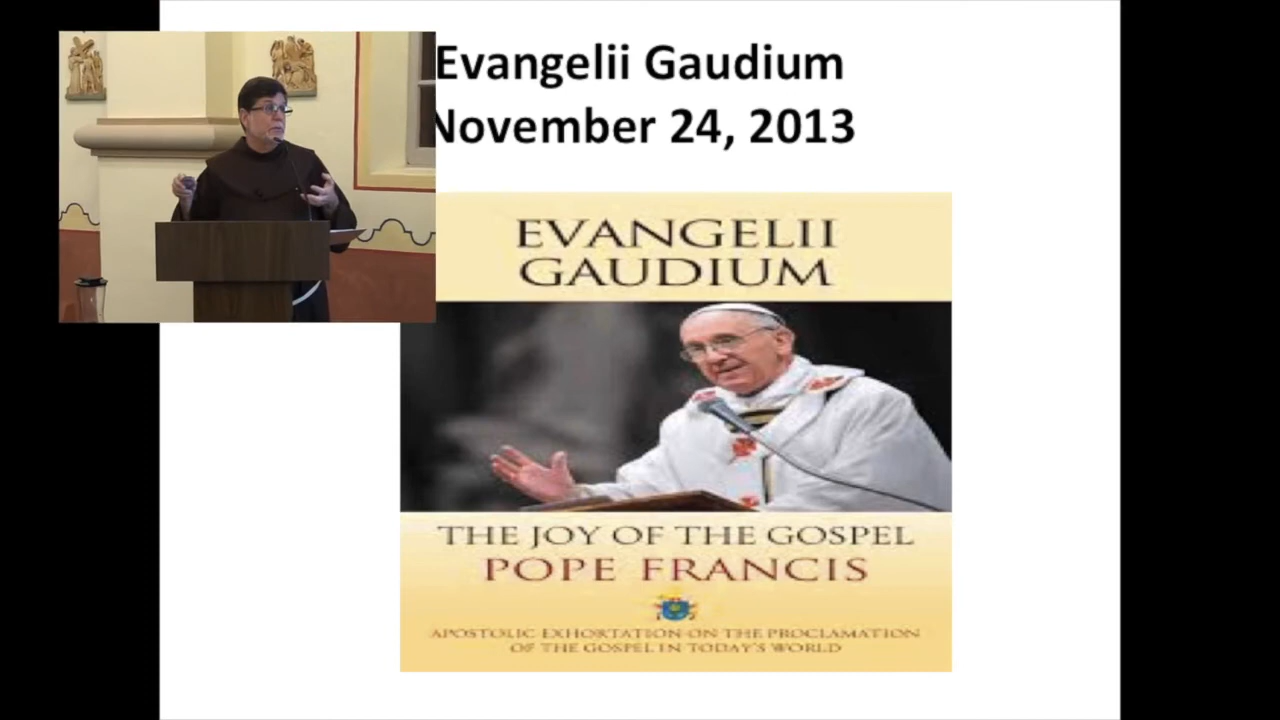 Evangelii Gaudium
November 24, 2013
EVANGELII
GAUDIUM
THE JOY OF THE GOSPEL
POPE FRANCIS
APOSTOLIC EXHORTATION ON THE PROCLAMATION
OF THE GOSPEL IN TODAY'S WORLD